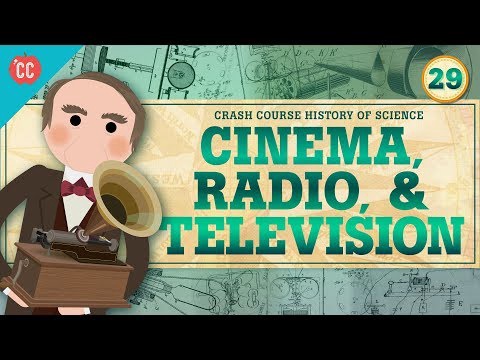 CC
29
CRASH COURSE HISTORY OF SCIENCE
CINEMA,
RADIO, &
TELEVISION